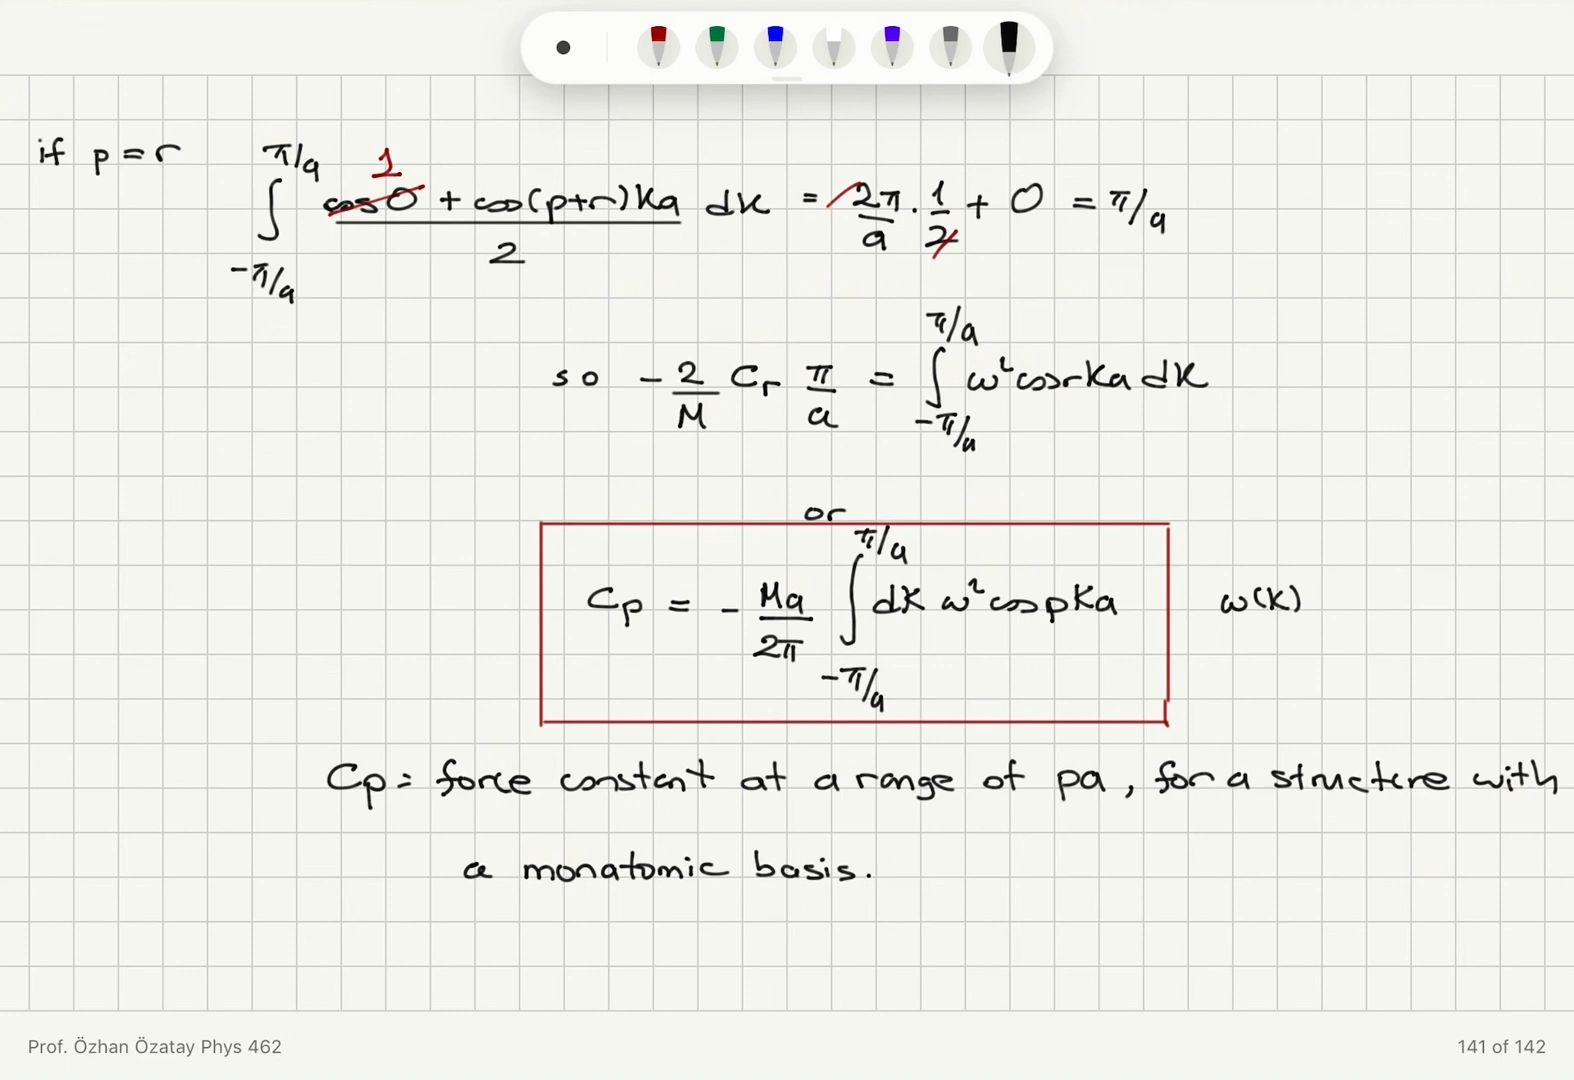 if p = r ∫_{-π/a}^{π/a} (cos0 1 + cos(p+r)Ka)/2 dK = 2π/a . 1/2 + 0 = π/a
so -2/M C_r π/a = ∫_{-π/a}^{π/a} ω² cos rKa dK
or
C_p = - Ma/2π ∫_{-π/a}^{π/a} dK ω² cos pKa ω(K)
Cp = force constant at a range of pa, for a structure with
a monatomic basis.
Prof. Özhan Özatay Phys 462
141 of 142